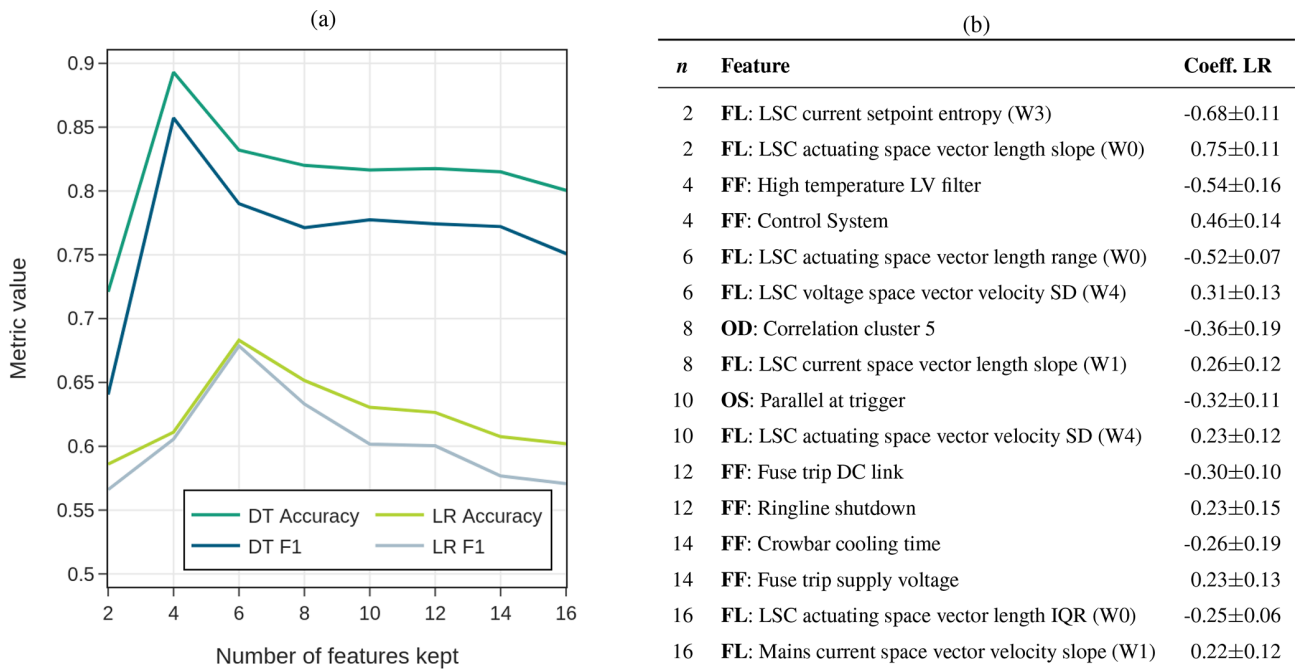 (a)
0.9
0.85
0.8
0.75
0.7
0.65
0.6
0.55
0.5
Metric value
DT Accuracy LR Accuracy
DT F1 LR F1
2 4 6 8 10 12 14 16
Number of features kept
(b)
n Feature Coeff. LR
2 FL: LSC current setpoint entropy (W3) -0.68±0.11
2 FL: LSC actuating space vector length slope (W0) 0.75±0.11
4 FF: High temperature LV filter -0.54±0.16
4 FF: Control System 0.46±0.14
6 FL: LSC actuating space vector length range (W0) -0.52±0.07
6 FL: LSC voltage space vector velocity SD (W4) 0.31±0.13
8 OD: Correlation cluster 5 -0.36±0.19
8 FL: LSC current space vector length slope (W1) 0.26±0.12
10 OS: Parallel at trigger -0.32±0.11
10 FL: LSC actuating space vector velocity SD (W4) 0.23±0.12
12 FF: Fuse trip DC link -0.30±0.10
12 FF: Ringline shutdown 0.23±0.15
14 FF: Crowbar cooling time -0.26±0.19
14 FF: Fuse trip supply voltage 0.23±0.13
16 FL: LSC actuating space vector length IQR (W0) -0.25±0.06
16 FL: Mains current space vector velocity slope (W1) 0.22±0.12